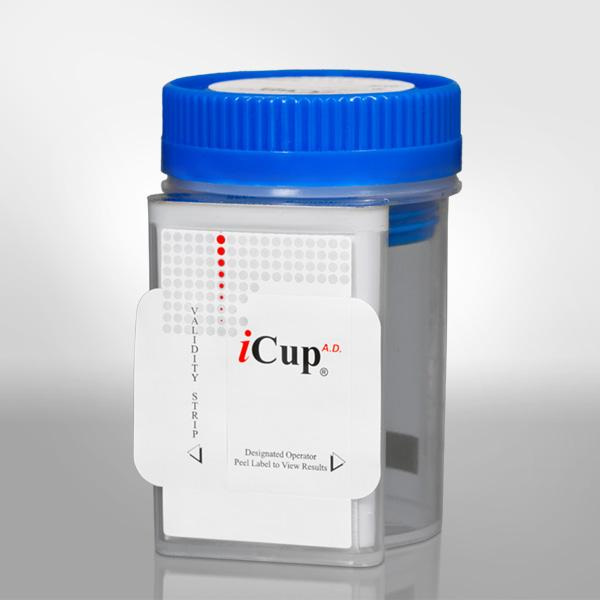 VALIDITY STRIP
iCup A.D.®
Designated Operator
Peel Label to View Results